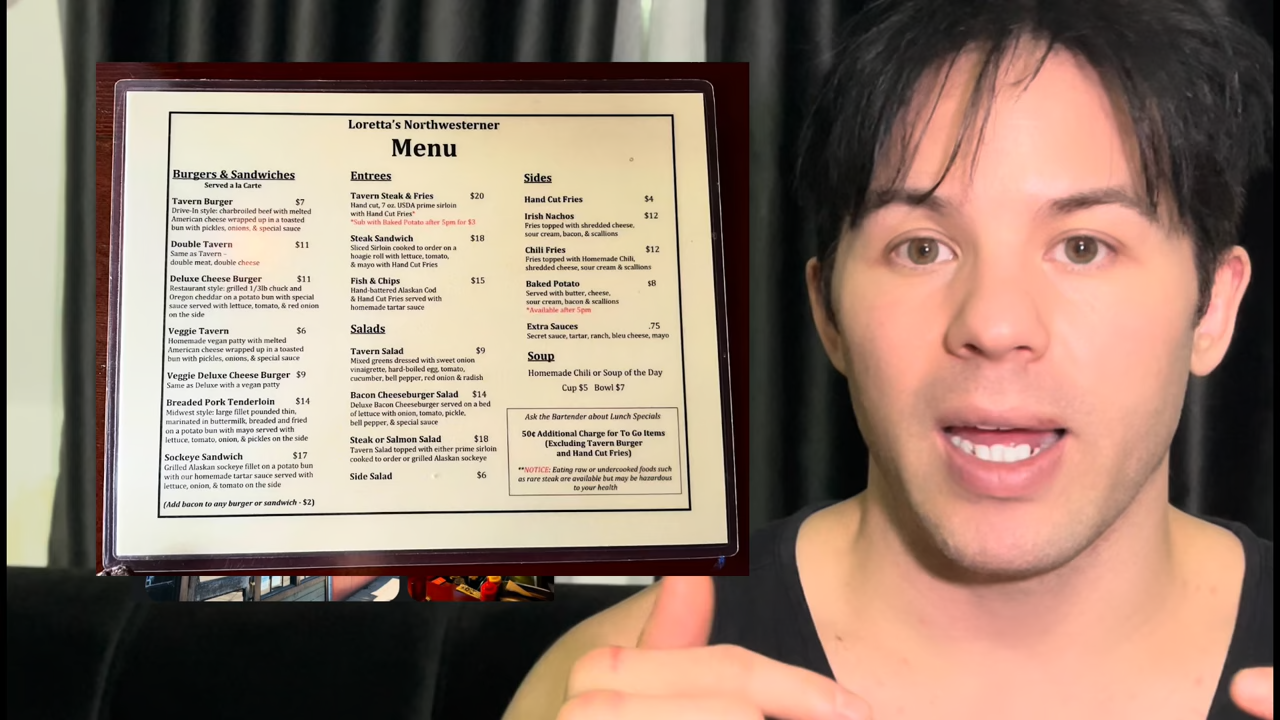 Loretta's Northwesterner
Menu
Burgers & Sandwiches
Served a la Carte
Tavern Burger $7
Drive-In style: charbroiled beef with melted
American cheese wrapped up in a toasted
bun with pickles, onions, & special sauce
Double Tavern $11
Same as Tavern –
double meat, double cheese
Deluxe Cheese Burger $11
Restaurant style: grilled 1/3lb chuck and
Oregon cheddar on a potato bun with special
sauce served with lettuce, tomato, & red onion
on the side
Veggie Tavern $6
Homemade vegan patty with melted
American cheese wrapped up in a toasted
bun with pickles, onions, & special sauce
Veggie Deluxe Cheese Burger $9
Same as Deluxe with a vegan patty
Breaded Pork Tenderloin $14
Midwest style: large fillet pounded thin,
marinated in buttermilk, breaded and fried
on a potato bun with mayo served with
lettuce, tomato, onion, & pickles on the side
Sockeye Sandwich $17
Grilled Alaskan sockeye fillet on a potato bun
with our homemade tartar sauce served with
lettuce, onion, & tomato on the side
(Add bacon to any burger or sandwich - $2)
Entrees
Tavern Steak & Fries $20
Hand cut, 7 oz. USDA prime sirloin
with Hand Cut Fries*
*Sub with Baked Potato after 5pm for $3
Steak Sandwich $18
Sliced Sirloin cooked to order on a
hoagie roll with lettuce, tomato,
& mayo with Hand Cut Fries
Fish & Chips $15
Hand-battered Alaskan Cod
& Hand Cut Fries served with
homemade tartar sauce
Salads
Tavern Salad $9
Mixed greens dressed with sweet onion
vinaigrette, hard-boiled egg, tomato,
cucumber, bell pepper, red onion & radish
Bacon Cheeseburger Salad $14
Deluxe Bacon Cheeseburger served on a bed
of lettuce with onion, tomato, pickle,
bell pepper, & special sauce
Steak or Salmon Salad $18
Tavern Salad topped with either prime sirloin
cooked to order or grilled Alaskan sockeye
Side Salad $6
Sides
Hand Cut Fries $4
Irish Nachos $12
Fries topped with shredded cheese,
sour cream, bacon, & scallions
Chili Fries $12
Fries topped with Homemade Chili,
shredded cheese, sour cream & scallions
Baked Potato $8
Served with butter, cheese,
sour cream, bacon & scallions
*Available after 5pm
Extra Sauces .75
Secret sauce, tartar, ranch, bleu cheese, mayo
Soup
Homemade Chili or Soup of the Day
Cup $5 Bowl $7
Ask the Bartender about Lunch Specials
50¢ Additional Charge for To Go Items
(Excluding Tavern Burger
and Hand Cut Fries)
**NOTICE: Eating raw or undercooked foods such
as rare steak are available but may be hazardous
to your health